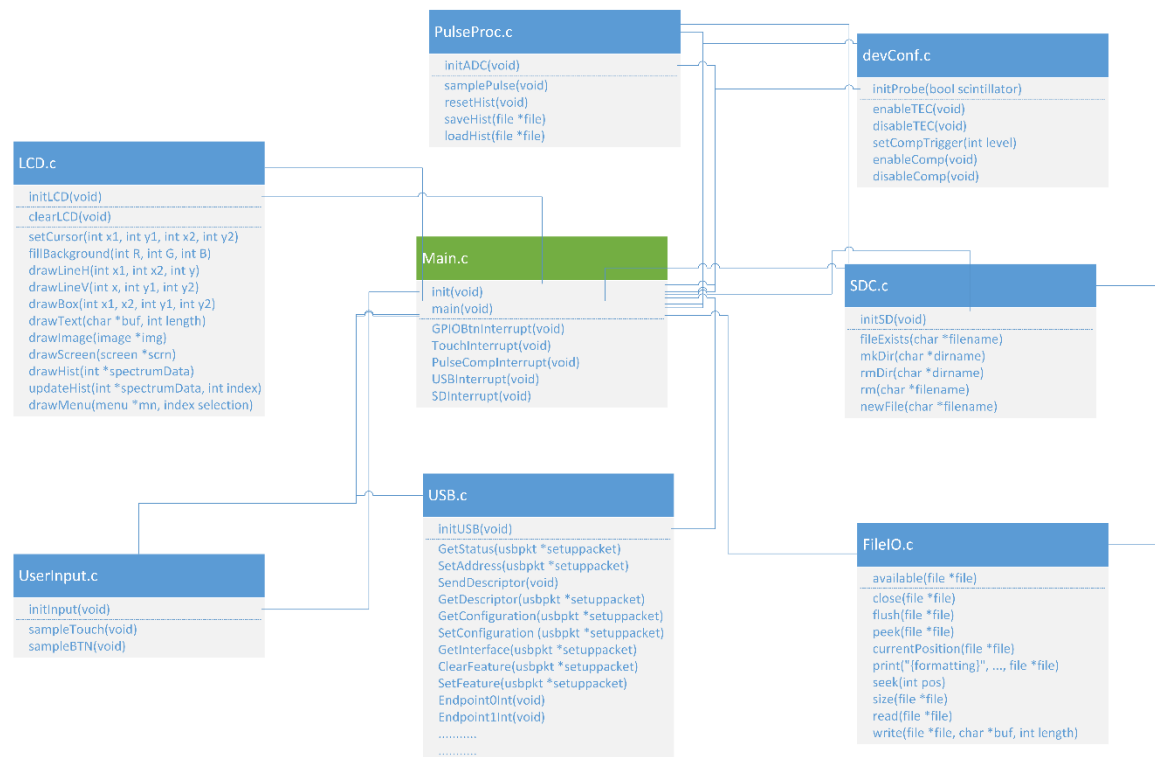 PulseProc.c
initADC(void)
samplePulse(void)
resetHist(void)
saveHist(file *file)
loadHist(file *file)
devConf.c
initProbe(bool scintillator)
enableTEC(void)
disableTEC(void)
setCompTrigger(int level)
enableComp(void)
disableComp(void)
LCD.c
initLCD(void)
clearLCD(void)
setCursor(int x1, int y1, int x2, int y2)
fillBackground(int R, int G, int B)
drawLineH(int x1, int x2, int y)
drawLineV(int x, int y1, int y2)
drawBox(int x1, x2, int y1, int y2)
drawText(char *buf, int length)
drawImage(image *img)
drawScreen(screen *scrn)
drawHist(int *spectrumData)
updateHist(int *spectrumData, int index)
drawMenu(menu *mn, index selection)
Main.c
init(void)
main(void)
GPIOBtnInterrupt(void)
TouchInterrupt(void)
PulseCompInterrupt(void)
USBInterrupt(void)
SDInterrupt(void)
SDC.c
initSD(void)
fileExists(char *filename)
mkDir(char *dirname)
rmDir(char *dirname)
rm(char *filename)
newFile(char *filename)
UserInput.c
initInput(void)
sampleTouch(void)
sampleBTN(void)
USB.c
initUSB(void)
GetStatus(usbpkt *setuppacket)
SetAddress(usbpkt *setuppacket)
SendDescriptor(void)
GetDescriptor(usbpkt *setuppacket)
GetConfiguration(usbpkt *setuppacket)
SetConfiguration (usbpkt *setuppacket)
GetInterface(usbpkt *setuppacket)
ClearFeature(usbpkt *setuppacket)
SetFeature(usbpkt *setuppacket)
Endpoint0Int(void)
Endpoint1Int(void)
...........
...........
FileIO.c
available(file *file)
close(file *file)
flush(file *file)
peek(file *file)
currentPosition(file *file)
print("{formatting}", ..., file *file)
seek(int pos)
size(file *file)
read(file *file)
write(file *file, char *buf, int length)